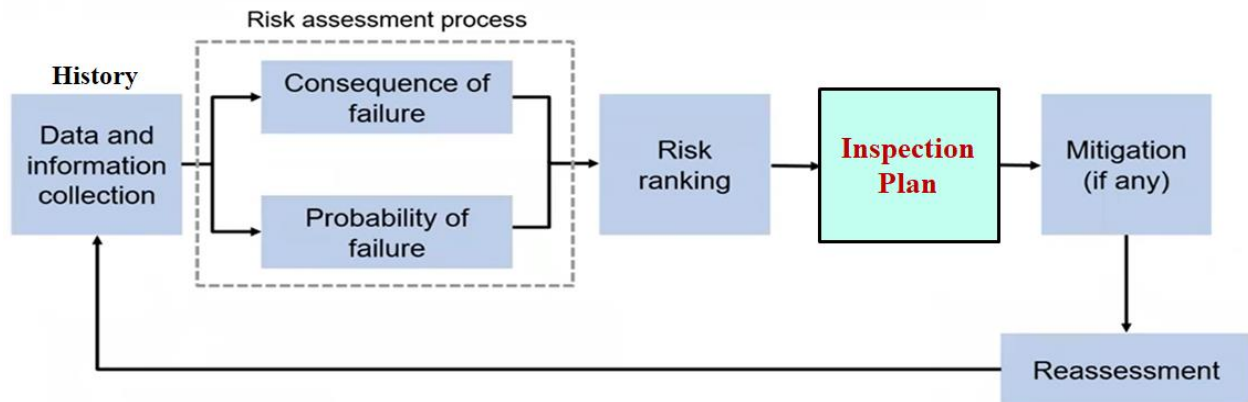 Risk assessment process
History
Data and
information
collection
Consequence of
failure
Probability of
failure
Risk
ranking
Inspection
Plan
Mitigation
(if any)
Reassessment